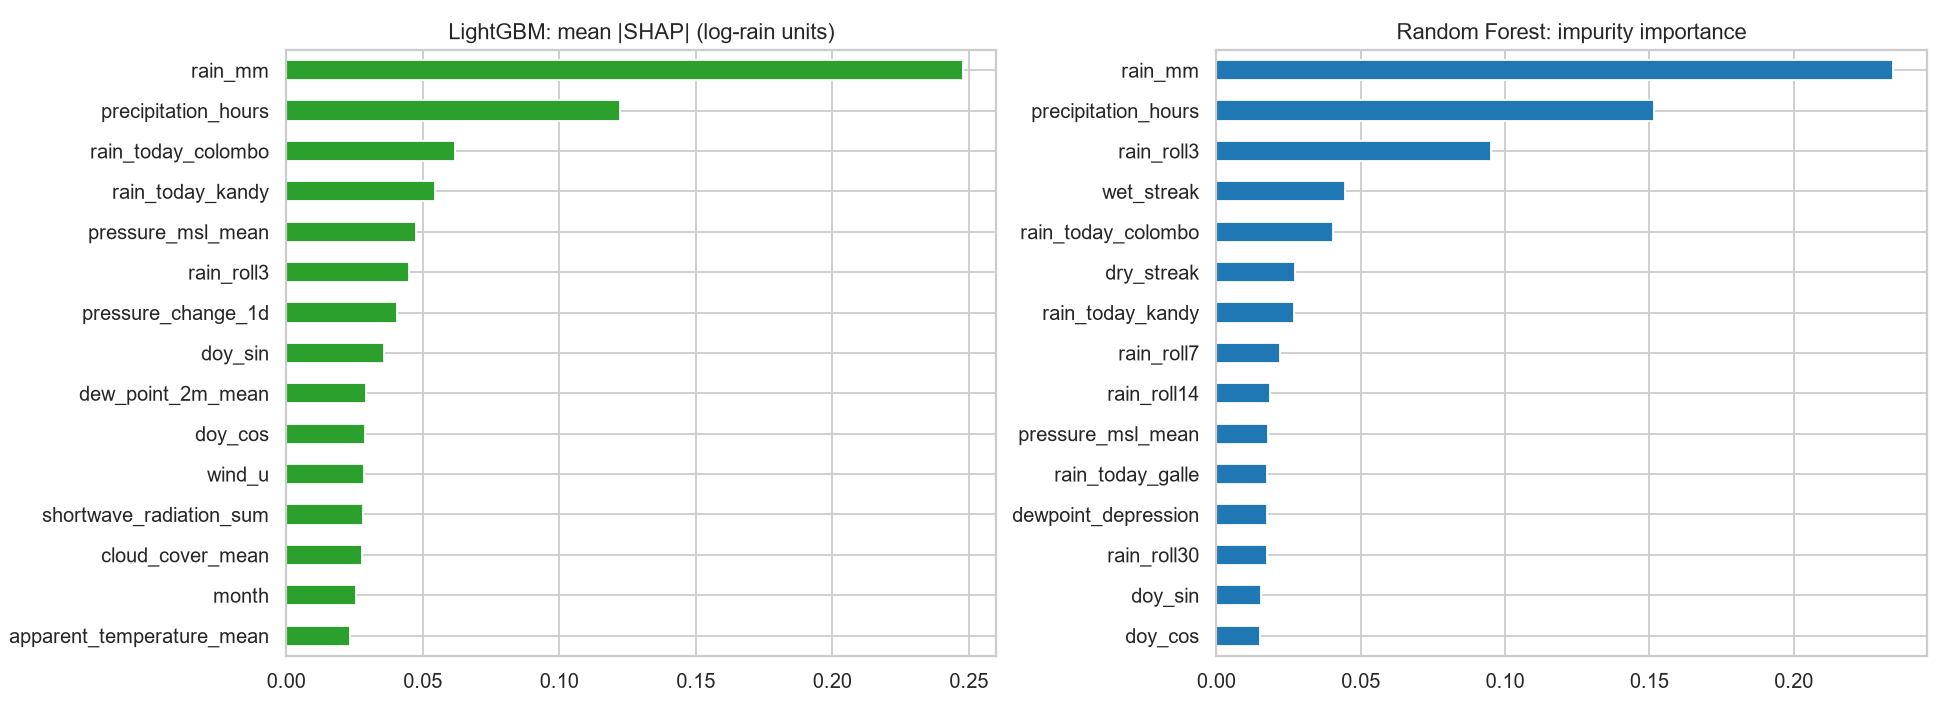 LightGBM: mean |SHAP| (log-rain units)
rain_mm
precipitation_hours
rain_today_colombo
rain_today_kandy
pressure_msl_mean
rain_roll3
pressure_change_1d
doy_sin
dew_point_2m_mean
doy_cos
wind_u
shortwave_radiation_sum
cloud_cover_mean
month
apparent_temperature_mean
0.00 0.05 0.10 0.15 0.20 0.25
Random Forest: impurity importance
rain_mm
precipitation_hours
rain_roll3
wet_streak
rain_today_colombo
dry_streak
rain_today_kandy
rain_roll7
rain_roll14
pressure_msl_mean
rain_today_galle
dewpoint_depression
rain_roll30
doy_sin
doy_cos
0.00 0.05 0.10 0.15 0.20